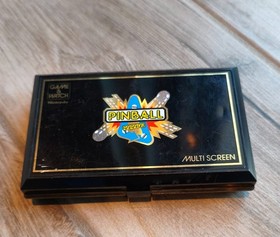 GAME &
WATCH
PINBALL
MULTI SCREEN